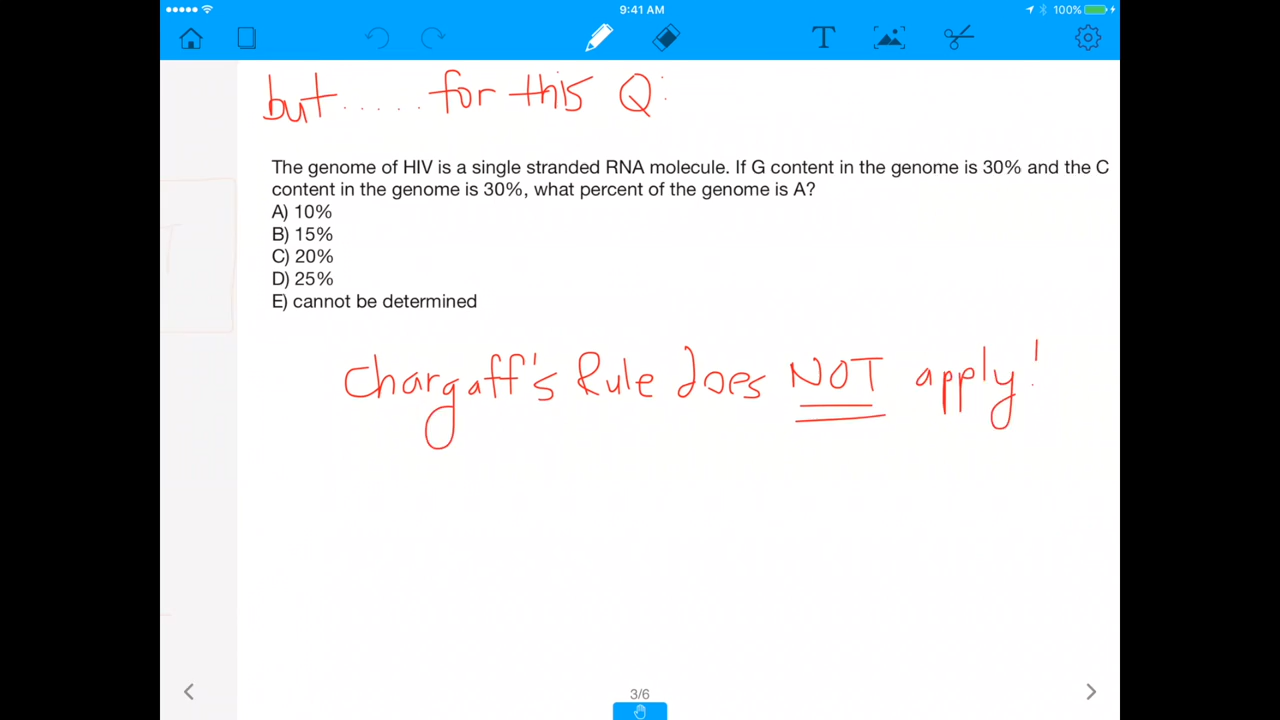 9:41 AM
100%
T
but..... for this Q:
The genome of HIV is a single stranded RNA molecule. If G content in the genome is 30% and the C
content in the genome is 30%, what percent of the genome is A?
A) 10%
B) 15%
C) 20%
D) 25%
E) cannot be determined
Chargaff's Rule does NOT apply!
3/6